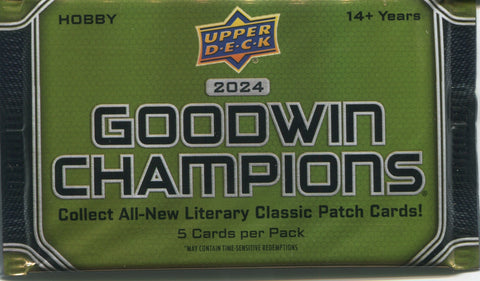 HOBBY
14+ Years
UPPER
D·E·C·K
2024
GOODWIN
CHAMPIONS
Collect All-New Literary Classic Patch Cards!
5 Cards per Pack
*MAY CONTAIN TIME-SENSITIVE REDEMPTIONS